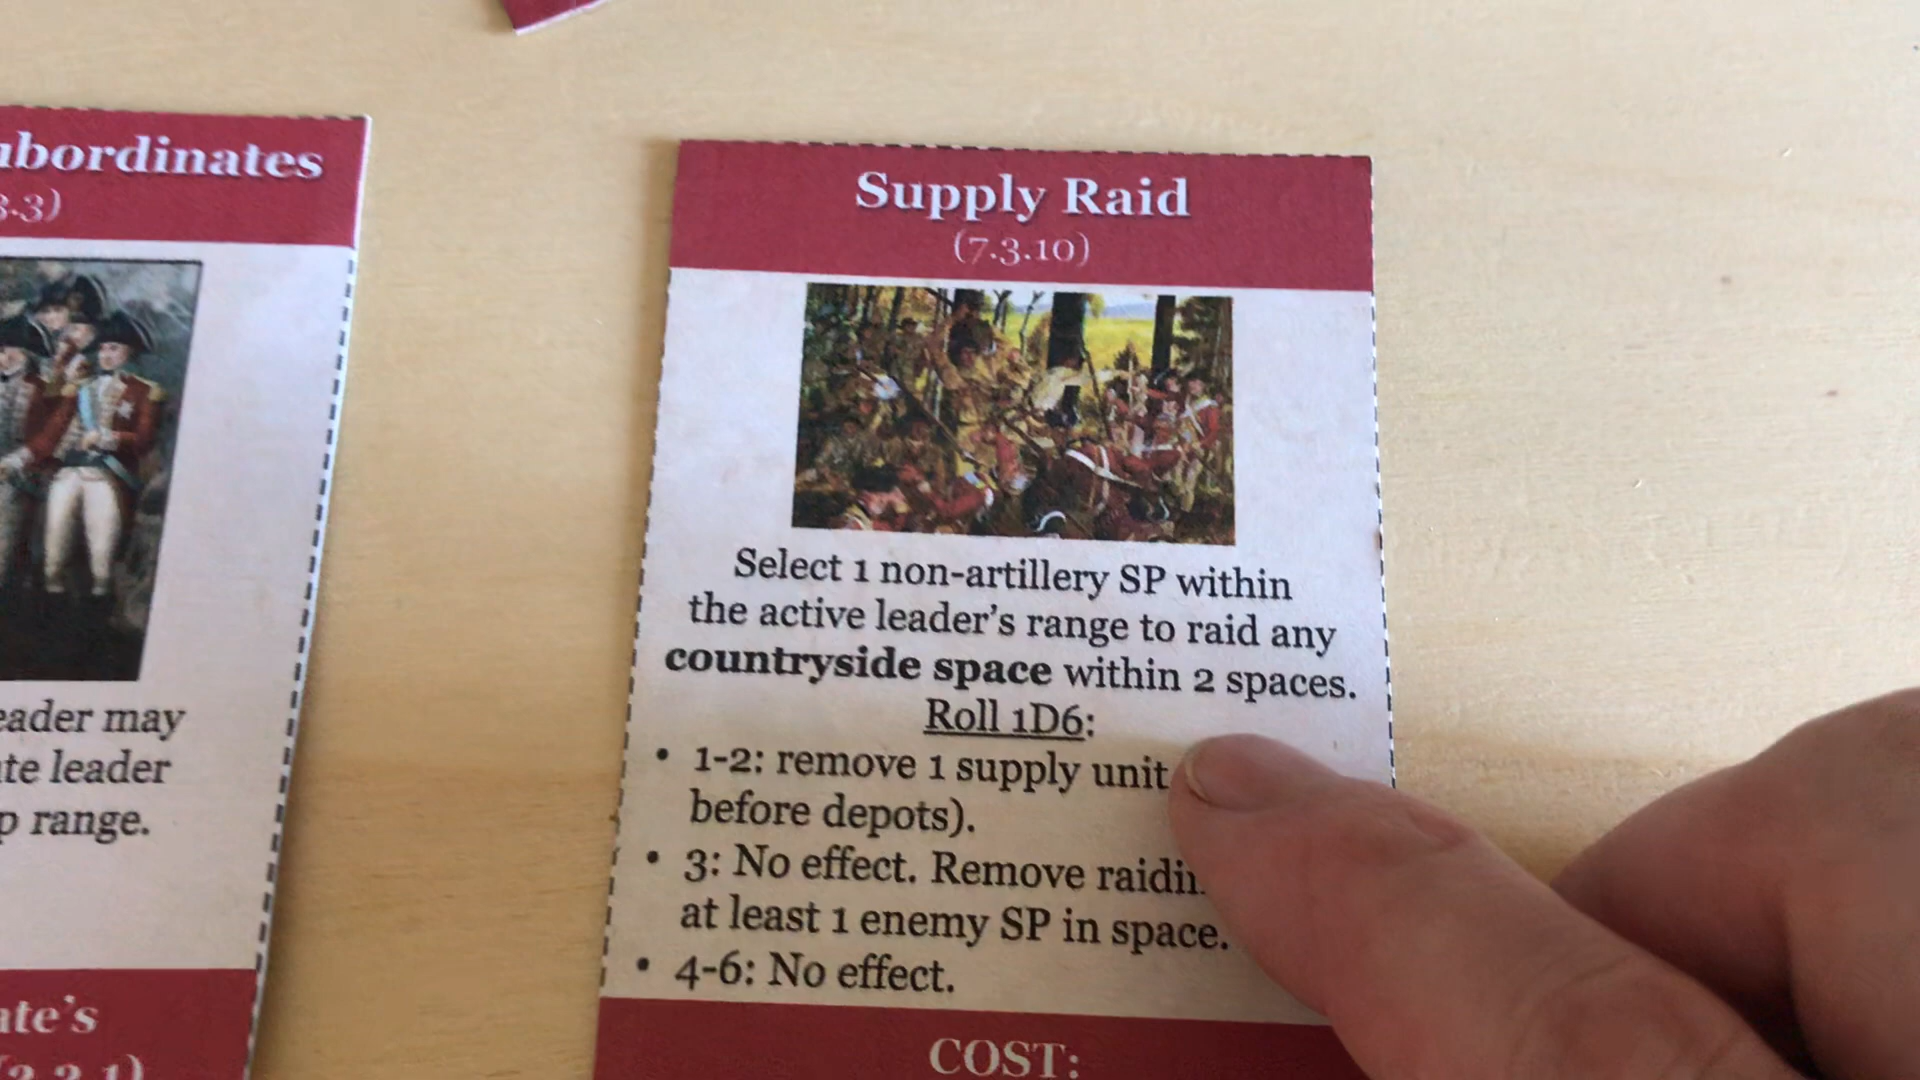 ubordinates
3.3)
eader may
te leader
p range.
ate's
Supply Raid
(7.3.10)
Select 1 non-artillery SP within
the active leader's range to raid any
countryside space within 2 spaces.
Roll 1D6:
• 1-2: remove 1 supply unit
before depots).
• 3: No effect. Remove raidin
at least 1 enemy SP in space.
• 4-6: No effect.
COST: